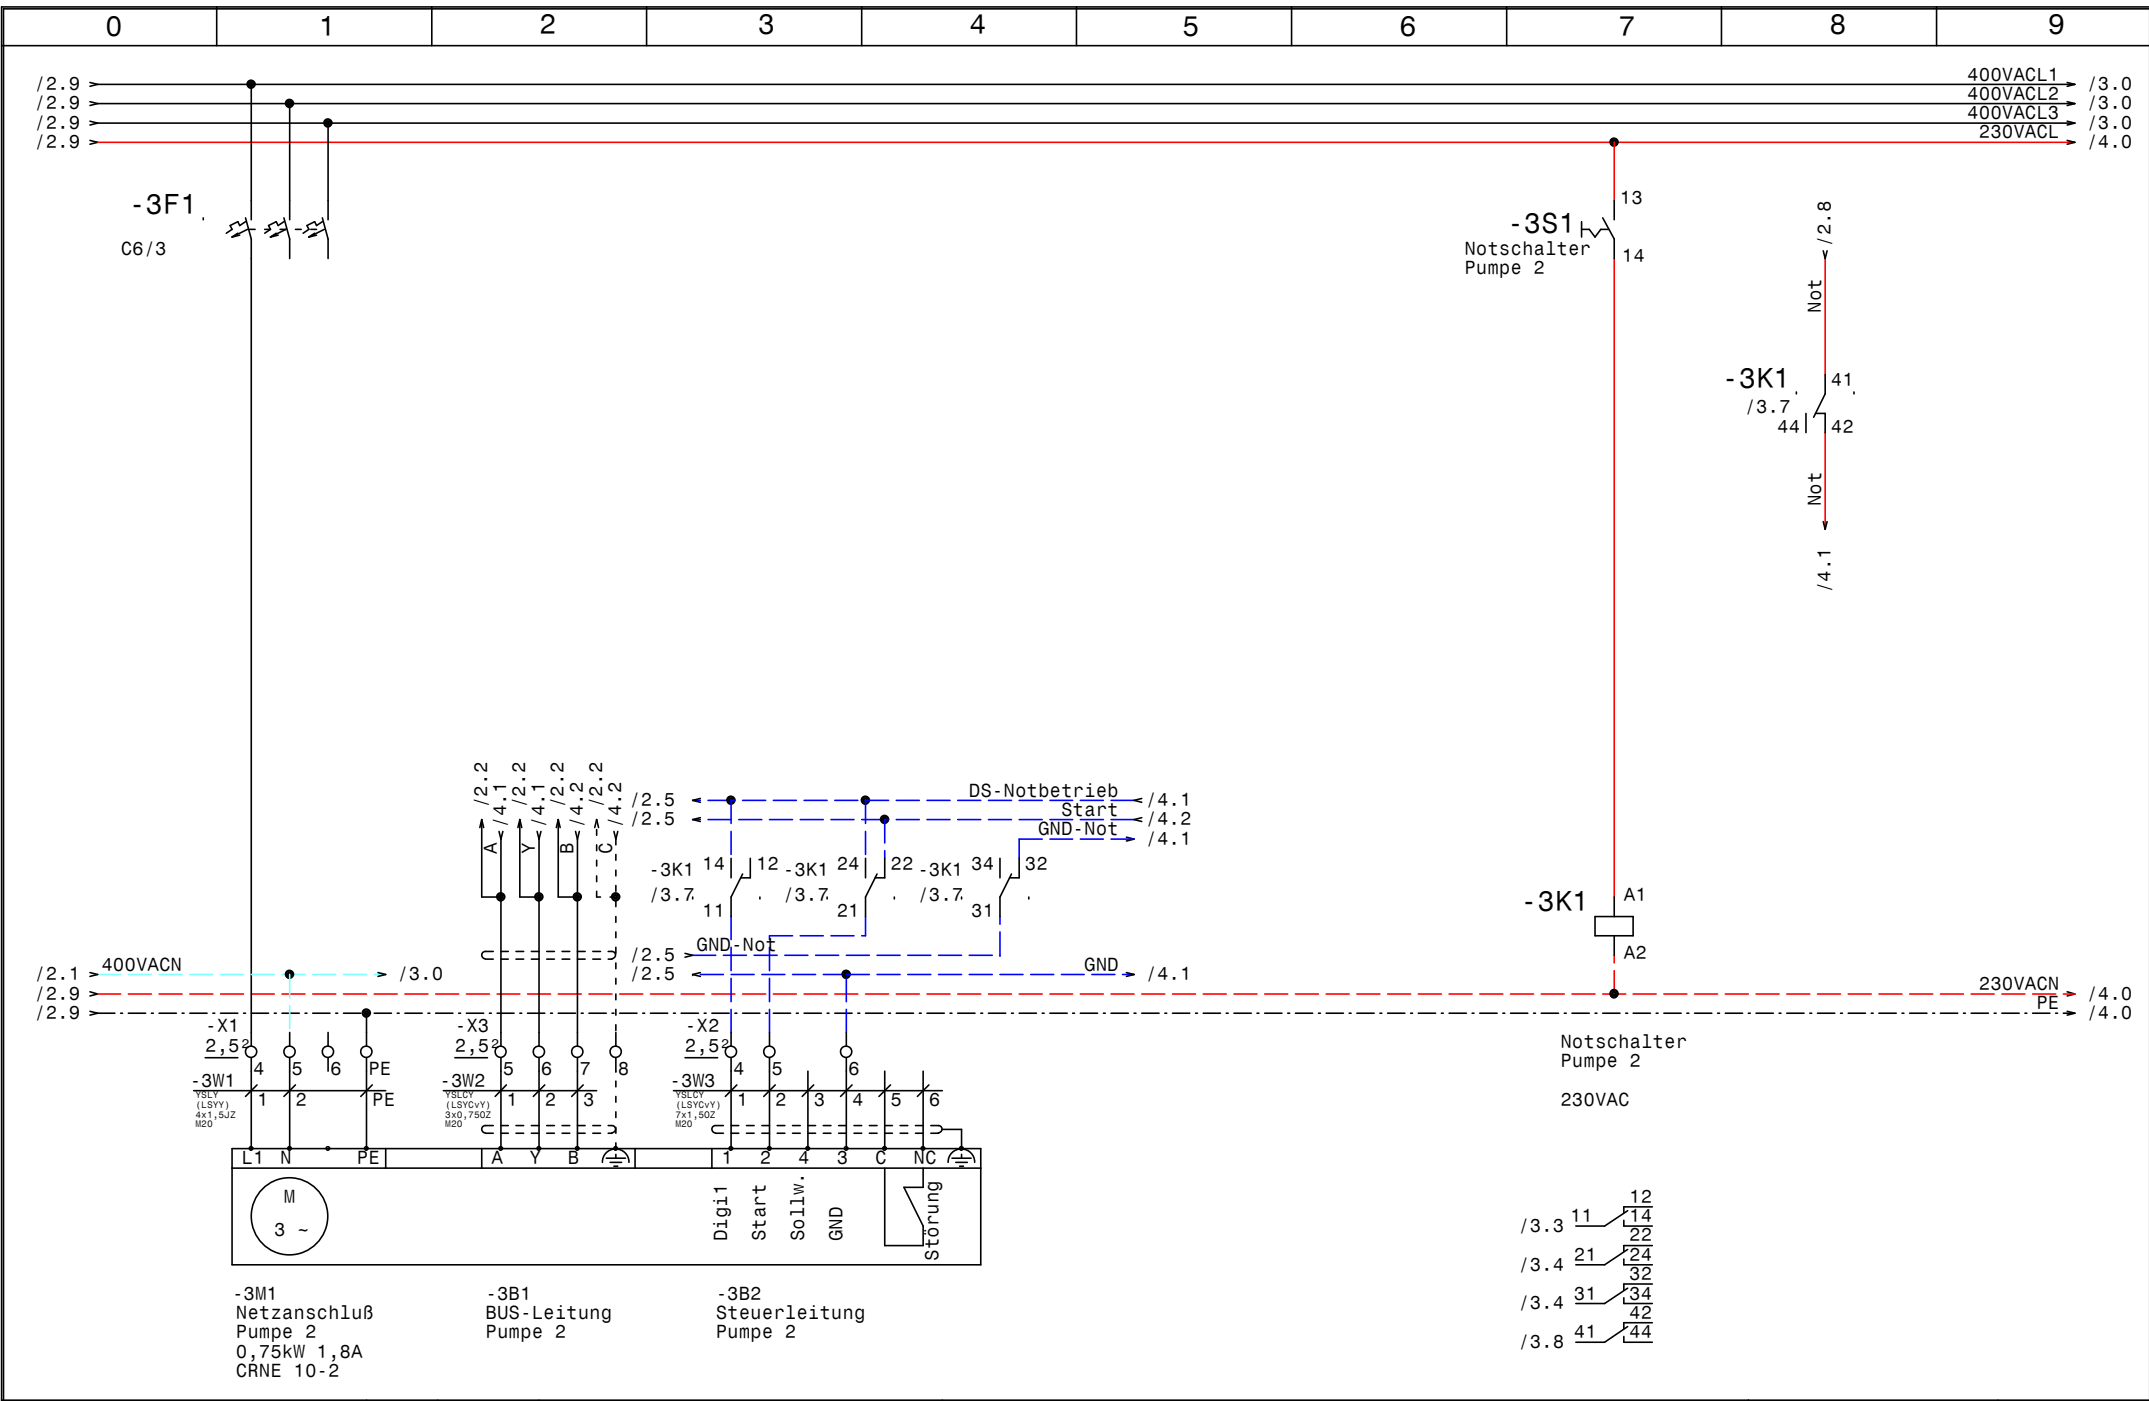 0 1 2 3 4 5 6 7 8 9
/2.9 400VACL1 /3.0
/2.9 400VACL2 /3.0
/2.9 400VACL3 /3.0
/2.9 230VACL /4.0
-3F1
C6/3
13
-3S1
Notschalter
Pumpe 2
14
/2.8
Not
-3K1 41
/3.7
44 42
Not
/4.1
/2.2 /2.2 /2.2 /2.2
/4.1 /4.1 /4.2 /4.2
A Y B C
/2.5 DS-Notbetrieb /4.1
/2.5 Start /4.2
GND-Not /4.1
-3K1 14 12 -3K1 24 22 -3K1 34 32
/3.7 /3.7 /3.7
11 21 31
-3K1 A1
A2
/2.5 GND-Not
/2.1 400VACN /3.0
/2.5 GND /4.1
/2.9 230VACN /4.0
/2.9 PE /4.0
-X1 -X3 -X2
2,5² 2,5² 2,5²
4 5 6 PE 5 6 7 8 4 5 6
-3W1 1 2 PE
YSLY
(LSYY)
4x1,5JZ
M20
-3W2 1 2 3
YSLCY
(LSYCvY)
3x0,75OZ
M20
-3W3 1 2 3 4 5 6
YSLCY
(LSYCvY)
7x1,5OZ
M20
Notschalter
Pumpe 2
230VAC
L1 N PE A Y B 1 2 4 3 C NC
M
3 ~
Digi1
Start
Sollw.
GND
Störung
-3M1
Netzanschluß
Pumpe 2
0,75kW 1,8A
CRNE 10-2
-3B1
BUS-Leitung
Pumpe 2
-3B2
Steuerleitung
Pumpe 2
12
/3.3 11 14
22
/3.4 21 24
32
/3.4 31 34
42
/3.8 41 44